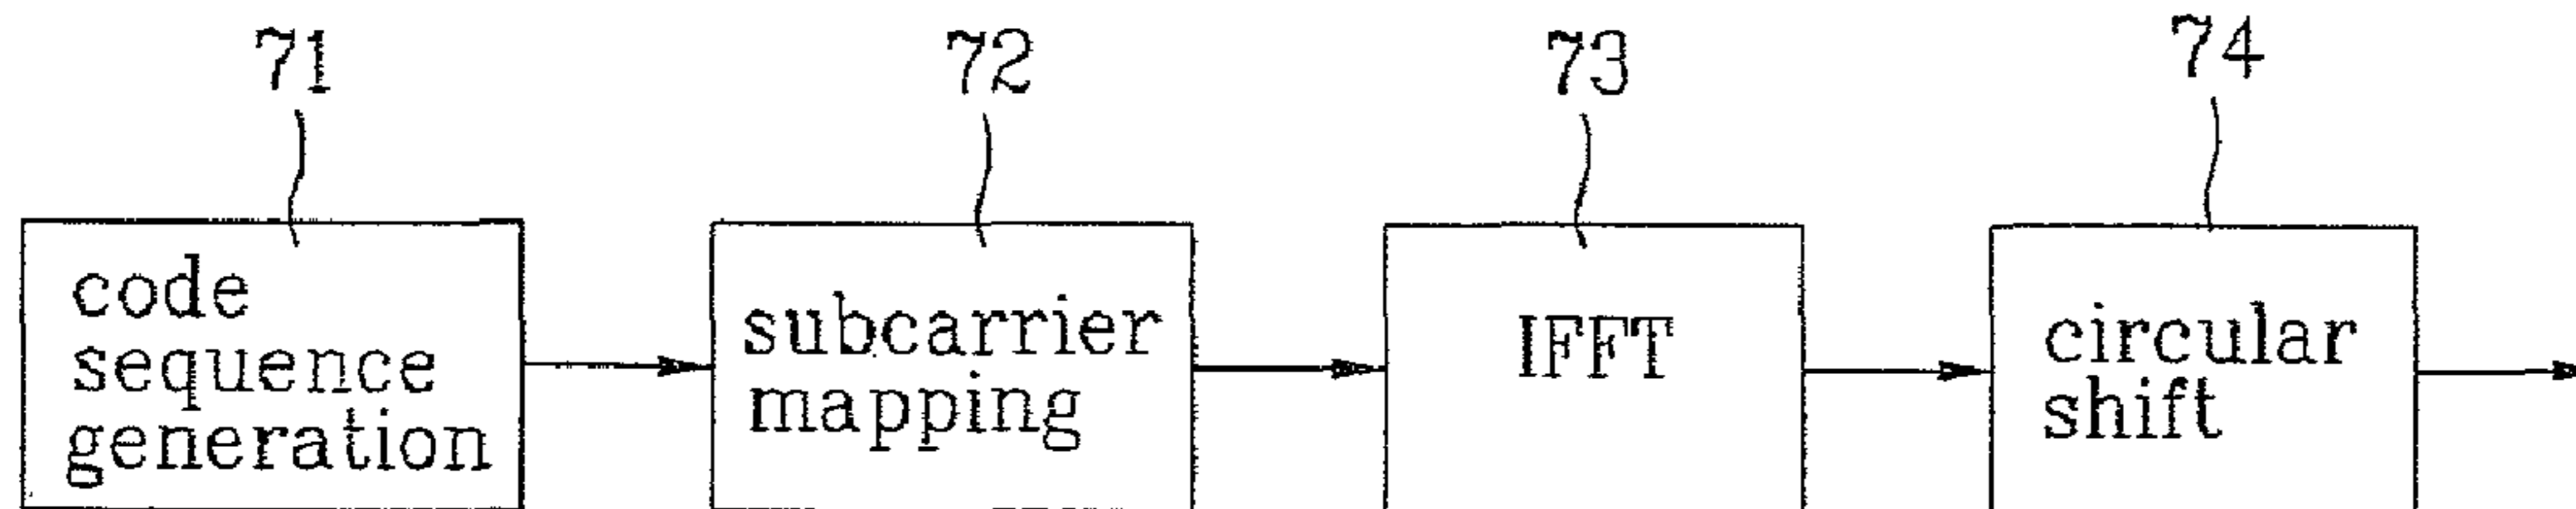 71
72
73
74
code
sequence
generation
subcarrier
mapping
IFFT
circular
shift